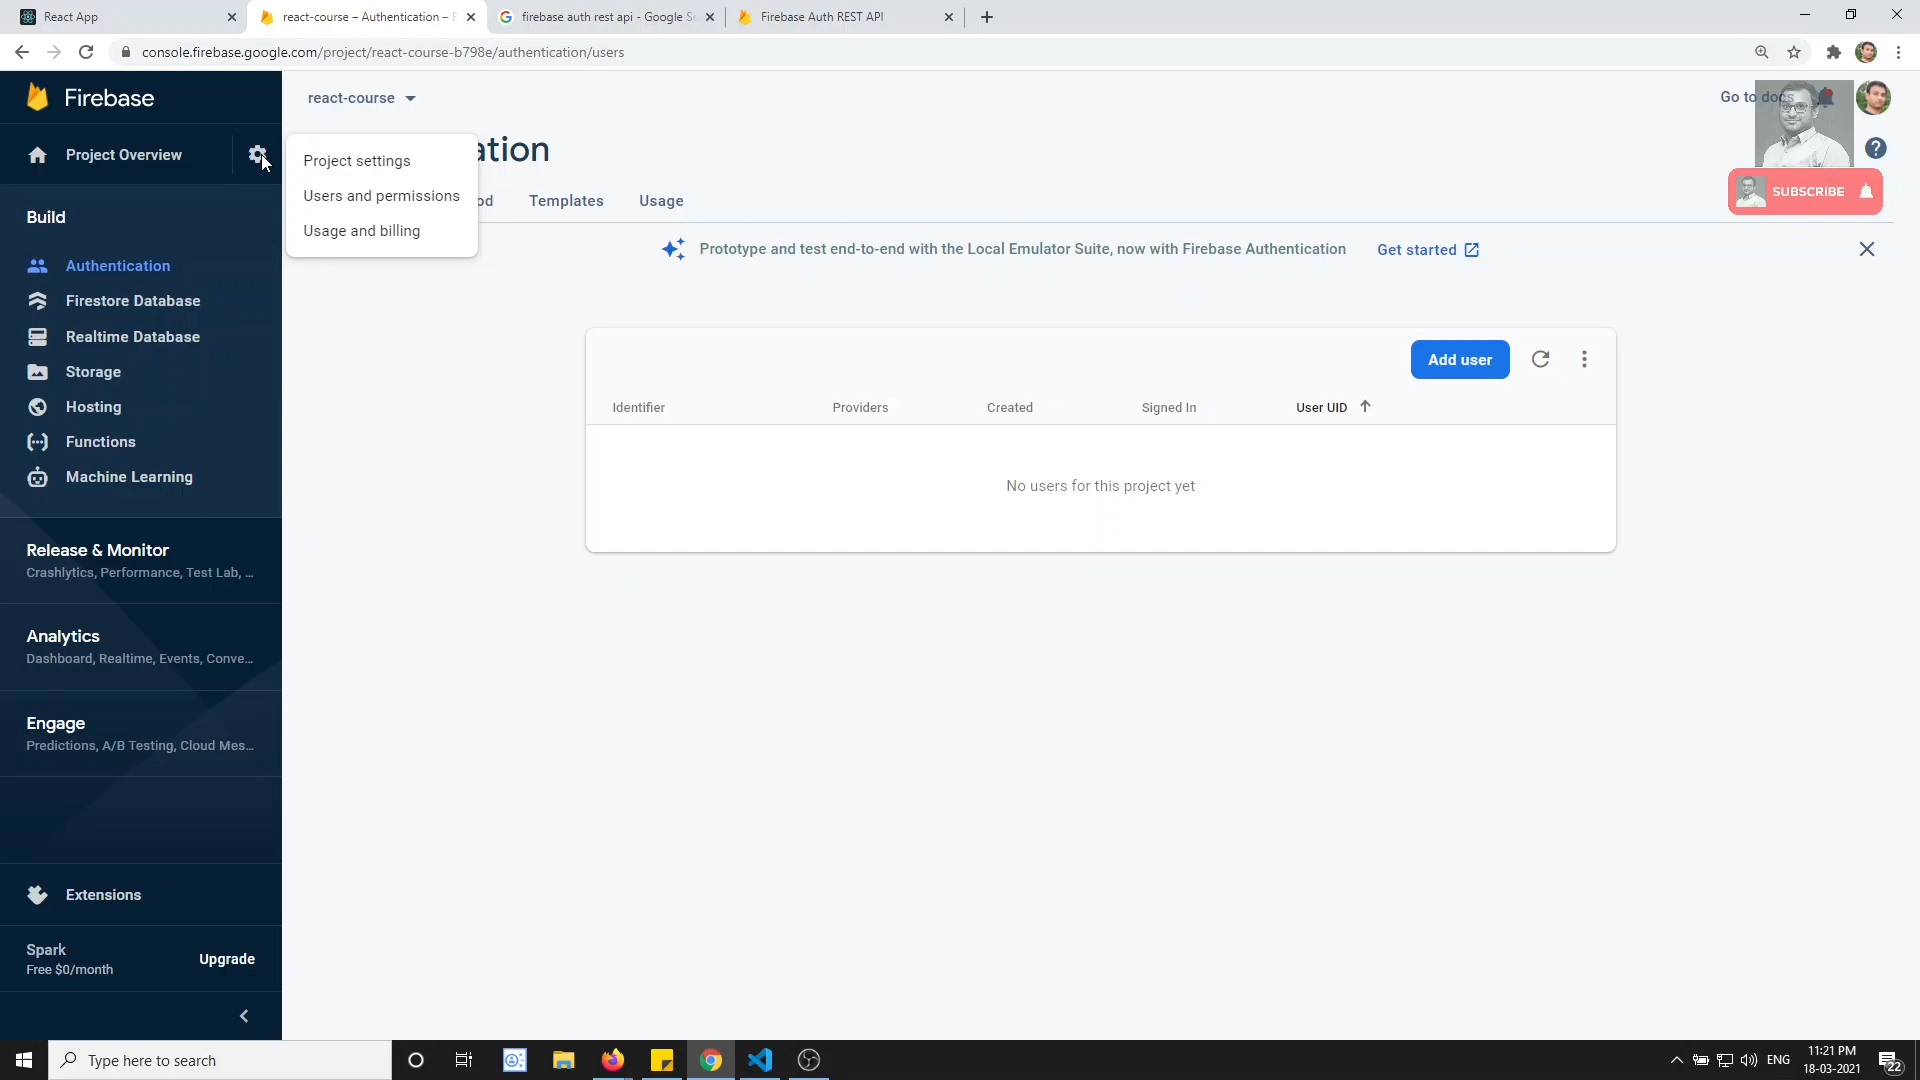 React App
react-course – Authentication – F
firebase auth rest api - Google Se
Firebase Auth REST API
console.firebase.google.com/project/react-course-b798e/authentication/users
Firebase
react-course
Go to docs
Project Overview
Project settings
Users and permissions
Usage and billing
ation
od
Templates
Usage
SUBSCRIBE
Prototype and test end-to-end with the Local Emulator Suite, now with Firebase Authentication
Get started
Build
Authentication
Firestore Database
Realtime Database
Storage
Hosting
Functions
Machine Learning
Add user
Identifier
Providers
Created
Signed In
User UID
No users for this project yet
Release & Monitor
Crashlytics, Performance, Test Lab, ...
Analytics
Dashboard, Realtime, Events, Conve...
Engage
Predictions, A/B Testing, Cloud Mes...
Extensions
Spark
Free $0/month
Upgrade
Type here to search
ENG
11:21 PM
18-03-2021
22